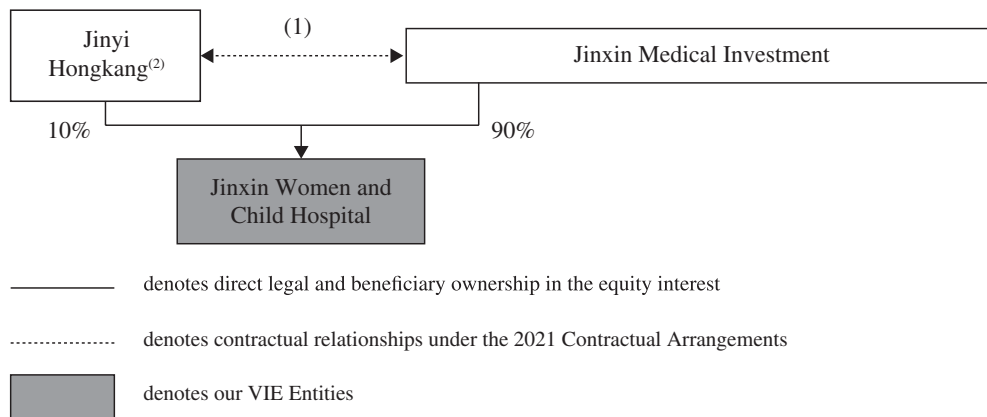 (1)
Jinyi
Hongkang(2)
Jinxin Medical Investment
10%
90%
Jinxin Women and
Child Hospital
denotes direct legal and beneficiary ownership in the equity interest
denotes contractual relationships under the 2021 Contractual Arrangements
denotes our VIE Entities